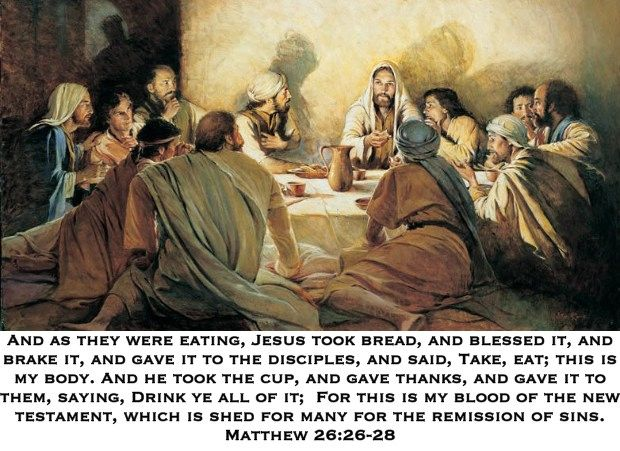 And as they were eating, Jesus took bread, and blessed it, and
brake it, and gave it to the disciples, and said, Take, eat; this is
my body. And he took the cup, and gave thanks, and gave it to
them, saying, Drink ye all of it;  For this is my blood of the new
testament, which is shed for many for the remission of sins.
Matthew 26:26-28